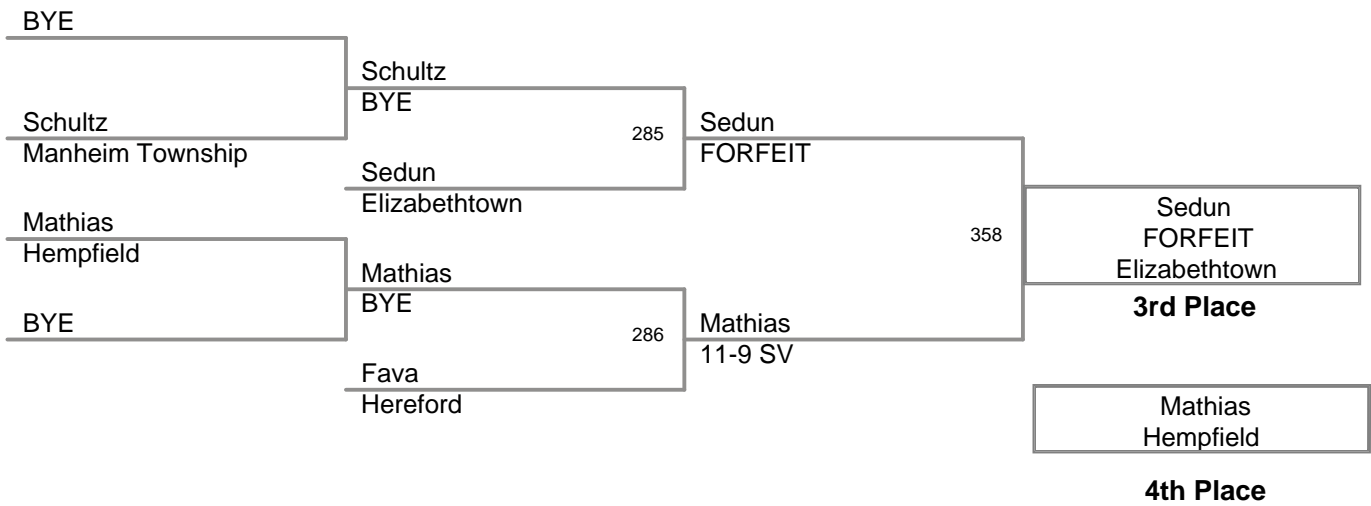 BYE
Schultz
BYE
Schultz
Manheim Township
285
Sedun
FORFEIT
Sedun
Elizabethtown
Mathias
Hempfield
358
Sedun
FORFEIT
Elizabethtown
3rd Place
Mathias
BYE
BYE
286
Mathias
11-9 SV
Fava
Hereford
Mathias
Hempfield
4th Place